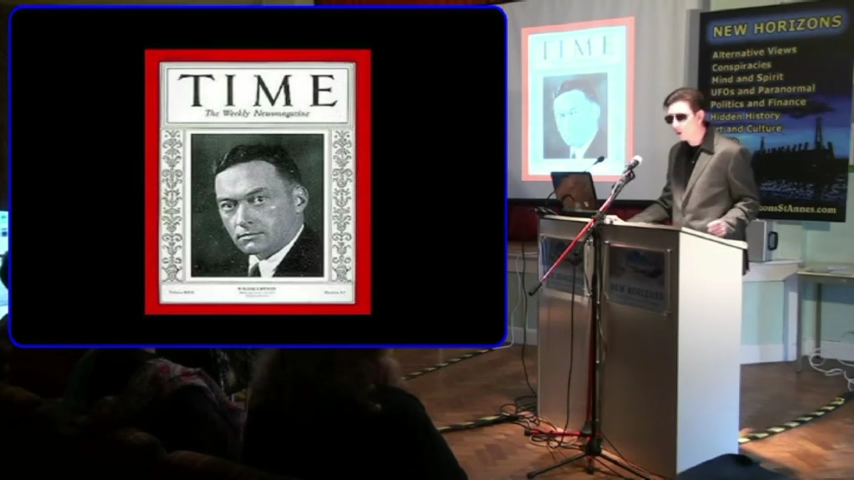 TIME
The Weekly Newsmagazine
TIME
NEW HORIZONS
Alternative Views
Conspiracies
Mind and Spirit
UFOs and Paranormal
Politics and Finance
Hidden History
Art and Culture
NEW HORIZONS